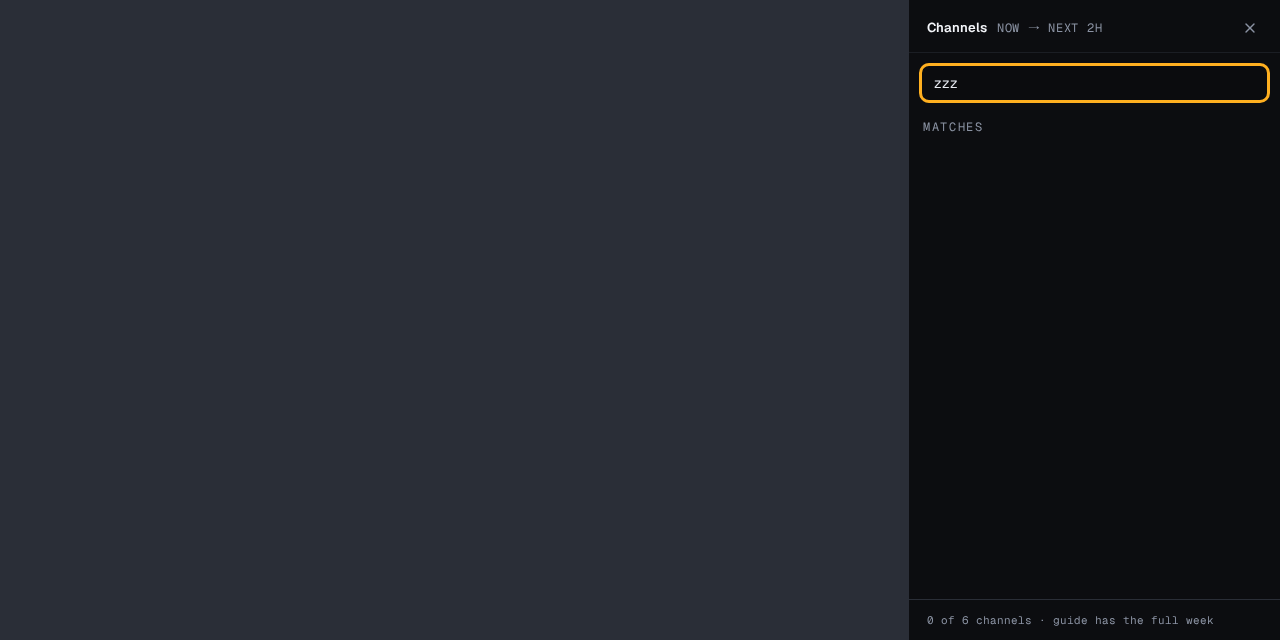 Channels NOW → NEXT 2H
zzz
MATCHES
0 of 6 channels · guide has the full week